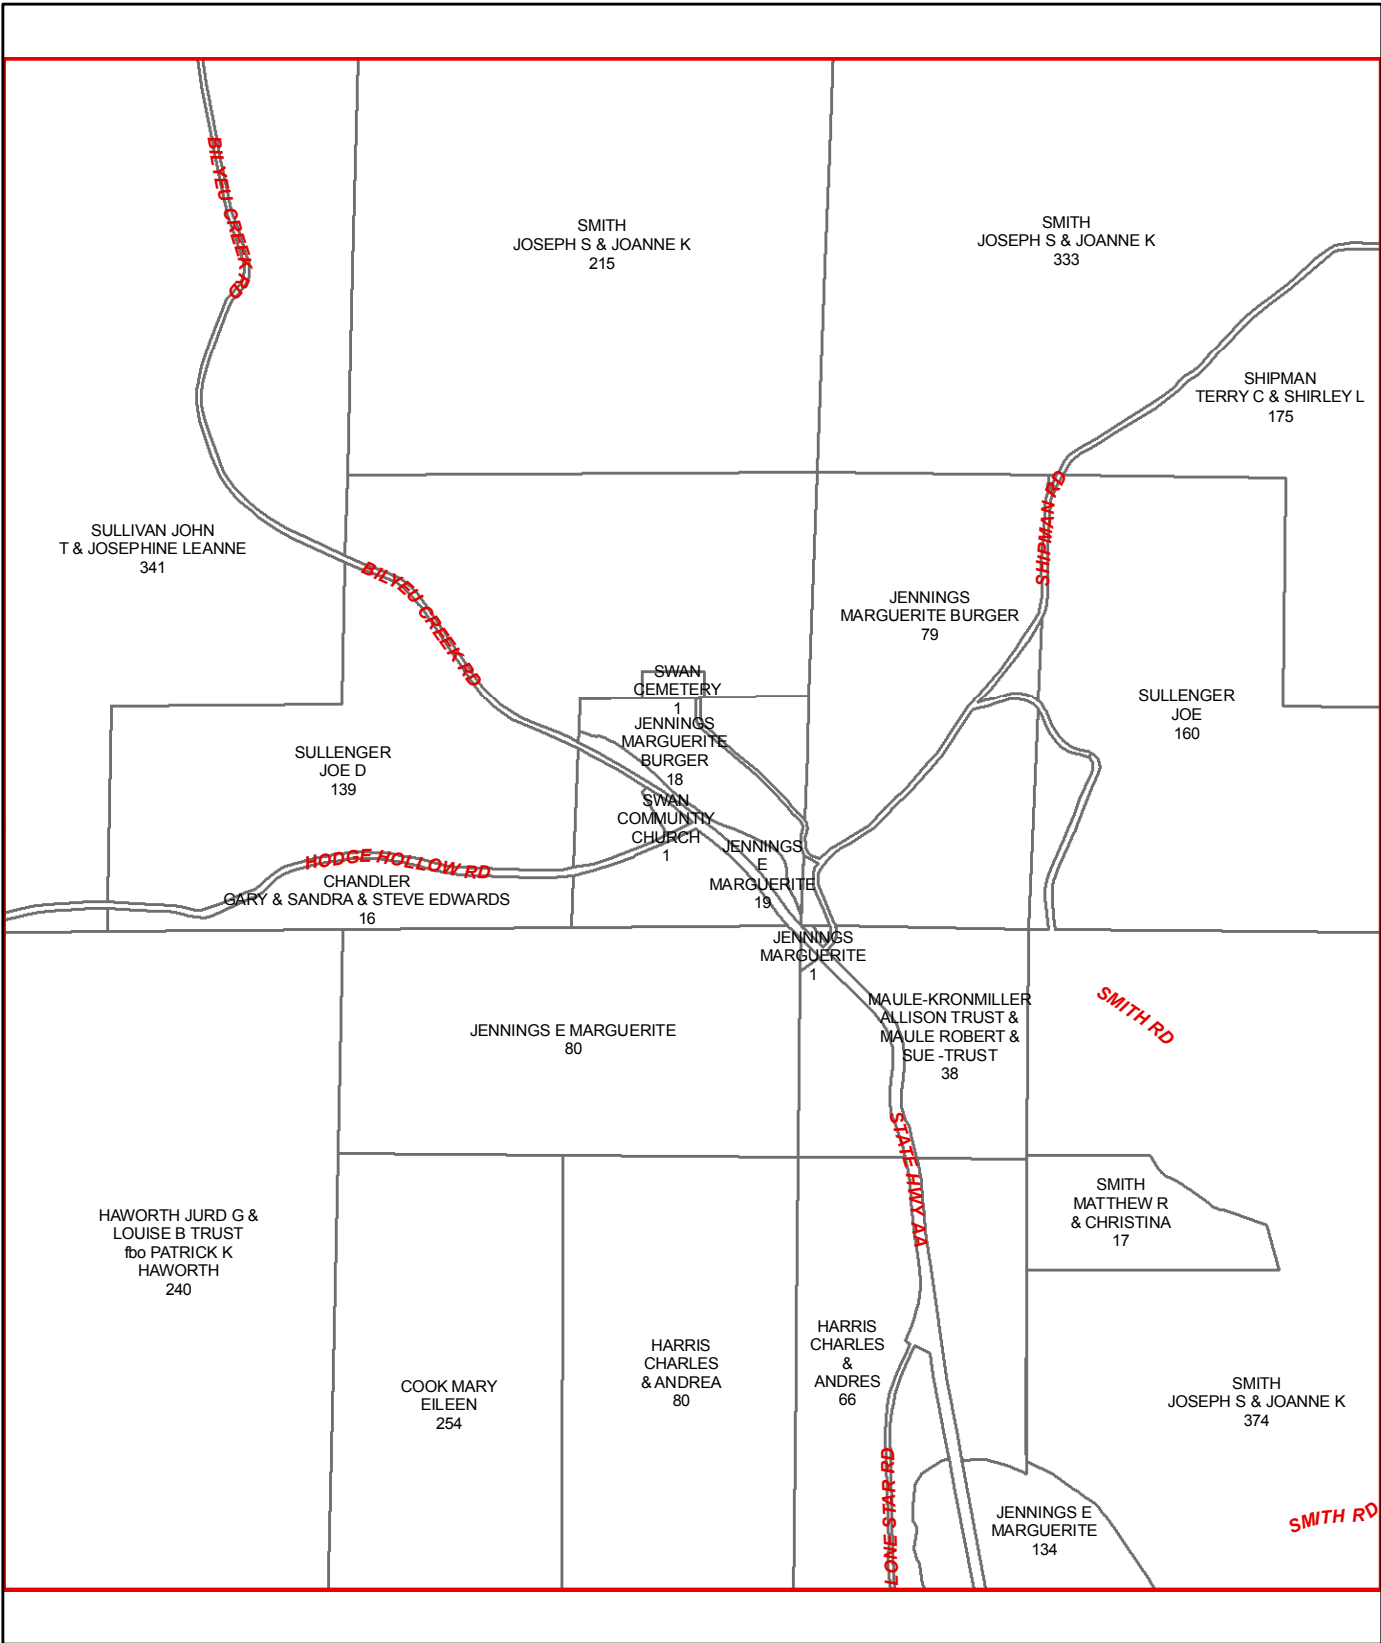 BILYEU CREEK RD
SMITH
JOSEPH S & JOANNE K
215
SMITH
JOSEPH S & JOANNE K
333
SHIPMAN
TERRY C & SHIRLEY L
175
SULLIVAN JOHN
T & JOSEPHINE LEANNE
341
BILYEU CREEK RD
SHIPMAN RD
JENNINGS
MARGUERITE BURGER
79
SWAN
CEMETERY
1
JENNINGS
MARGUERITE
BURGER
18
SULLENGER
JOE
160
SULLENGER
JOE D
139
SWAN
COMMUNTIY
CHURCH
1
JENNINGS
E
MARGUERITE
19
HODGE HOLLOW RD
CHANDLER
GARY & SANDRA & STEVE EDWARDS
16
JENNINGS
MARGUERITE
1
SMITH RD
MAULE-KRONMILLER
ALLISON TRUST &
MAULE ROBERT &
SUE -TRUST
38
JENNINGS E MARGUERITE
80
STATE HWY AA
SMITH
MATTHEW R
& CHRISTINA
17
HAWORTH JURD G &
LOUISE B TRUST
fbo PATRICK K
HAWORTH
240
COOK MARY
EILEEN
254
HARRIS
CHARLES
& ANDREA
80
HARRIS
CHARLES
&
ANDRES
66
SMITH
JOSEPH S & JOANNE K
374
LONE STAR RD
JENNINGS E
MARGUERITE
134
SMITH RD